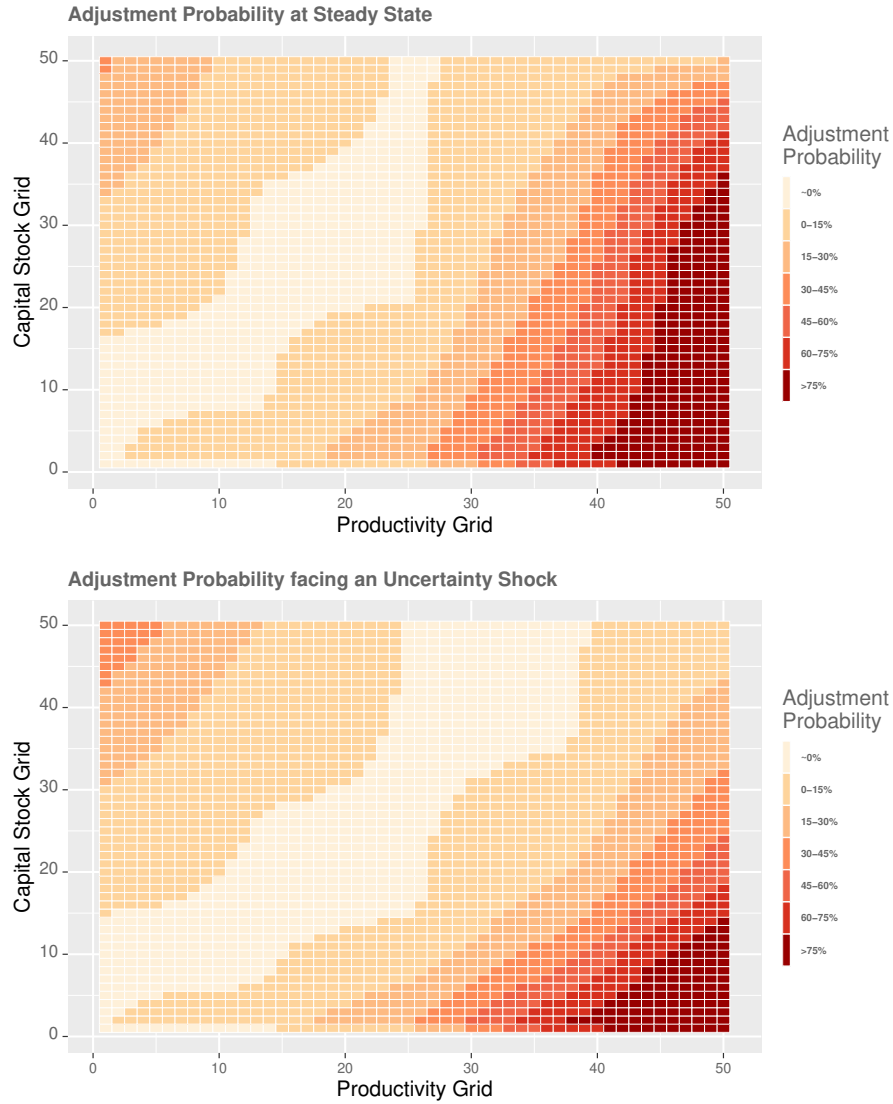 Adjustment Probability at Steady State
50
40
30
20
10
0
Capital Stock Grid
0 10 20 30 40 50
Productivity Grid
Adjustment
Probability
~0%
0–15%
15–30%
30–45%
45–60%
60–75%
>75%
Adjustment Probability facing an Uncertainty Shock
50
40
30
20
10
0
Capital Stock Grid
0 10 20 30 40 50
Productivity Grid
Adjustment
Probability
~0%
0–15%
15–30%
30–45%
45–60%
60–75%
>75%